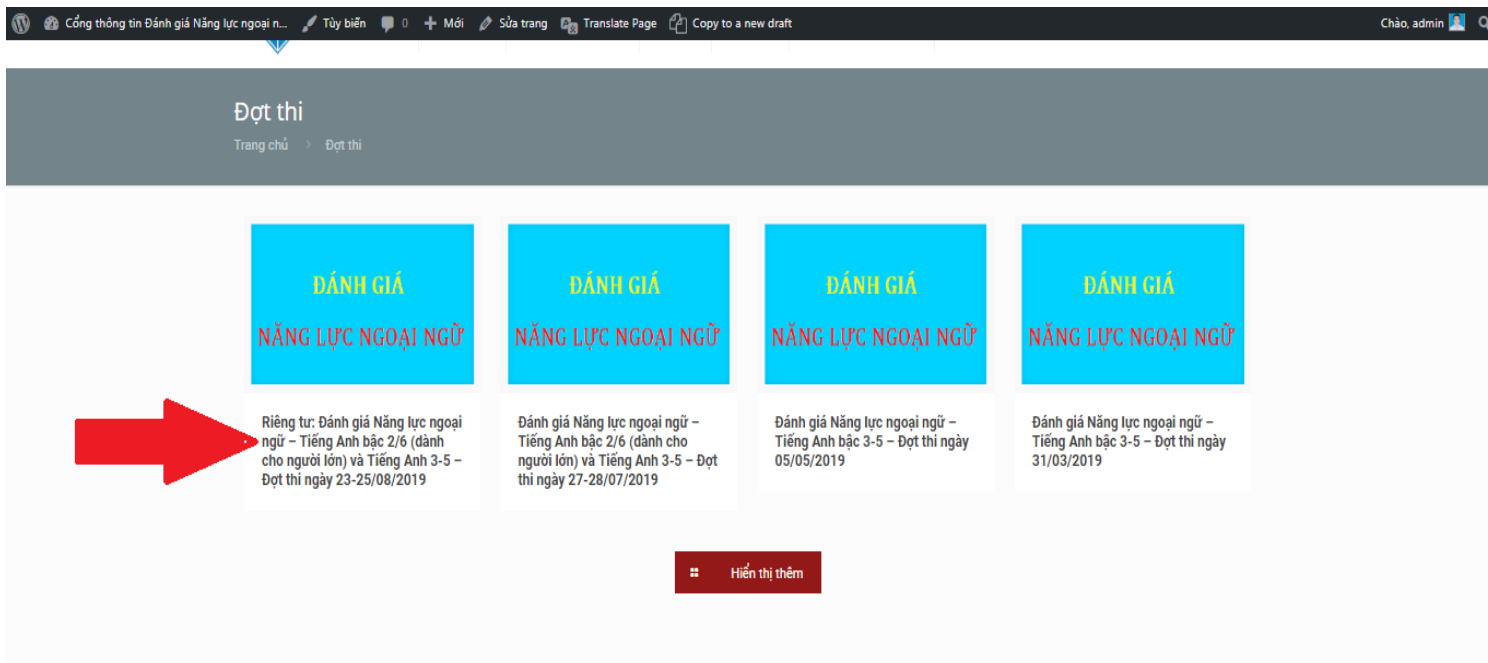 Cổng thông tin Đánh giá Năng lực ngoại n... Tùy biến 0 Mới Sửa trang Translate Page Copy to a new draft Chào, admin
Đợt thi
Trang chủ > Đợt thi
ĐÁNH GIÁ
NĂNG LỰC NGOẠI NGỮ
ĐÁNH GIÁ
NĂNG LỰC NGOẠI NGỮ
ĐÁNH GIÁ
NĂNG LỰC NGOẠI NGỮ
ĐÁNH GIÁ
NĂNG LỰC NGOẠI NGỮ
Riêng tư: Đánh giá Năng lực ngoại
ngữ – Tiếng Anh bậc 2/6 (dành
cho người lớn) và Tiếng Anh 3-5 –
Đợt thi ngày 23-25/08/2019
Đánh giá Năng lực ngoại ngữ –
Tiếng Anh bậc 2/6 (dành cho
người lớn) và Tiếng Anh 3-5 – Đợt
thi ngày 27-28/07/2019
Đánh giá Năng lực ngoại ngữ –
Tiếng Anh bậc 3-5 – Đợt thi ngày
05/05/2019
Đánh giá Năng lực ngoại ngữ –
Tiếng Anh bậc 3-5 – Đợt thi ngày
31/03/2019
Hiển thị thêm